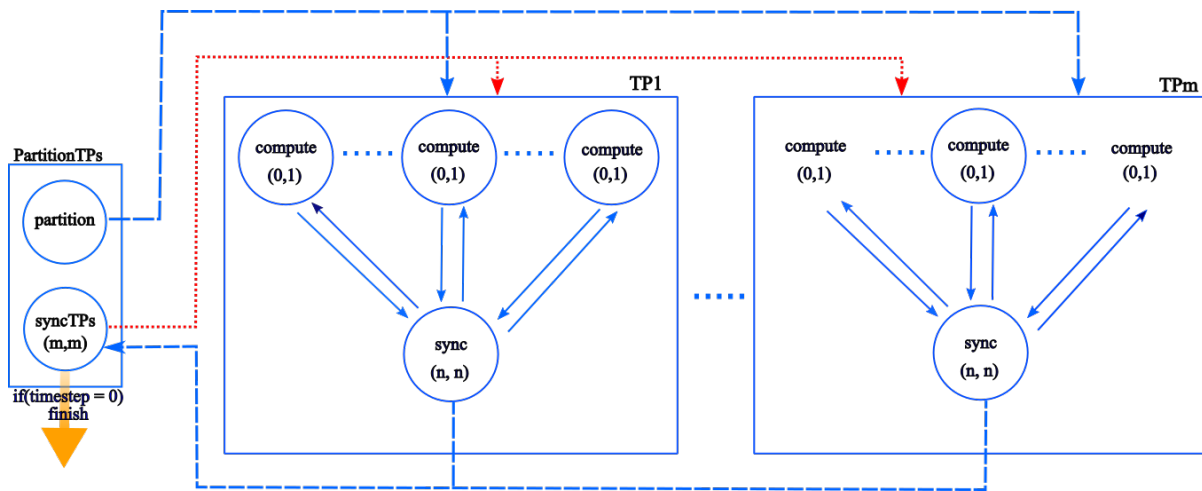 TP1
TPm
compute
(0,1)
compute
(0,1)
compute
(0,1)
compute
(0,1)
compute
(0,1)
compute
(0,1)
PartitionTPs
partition
syncTPs
(m,m)
sync
(n, n)
sync
(n, n)
if(timestep = 0)
finish